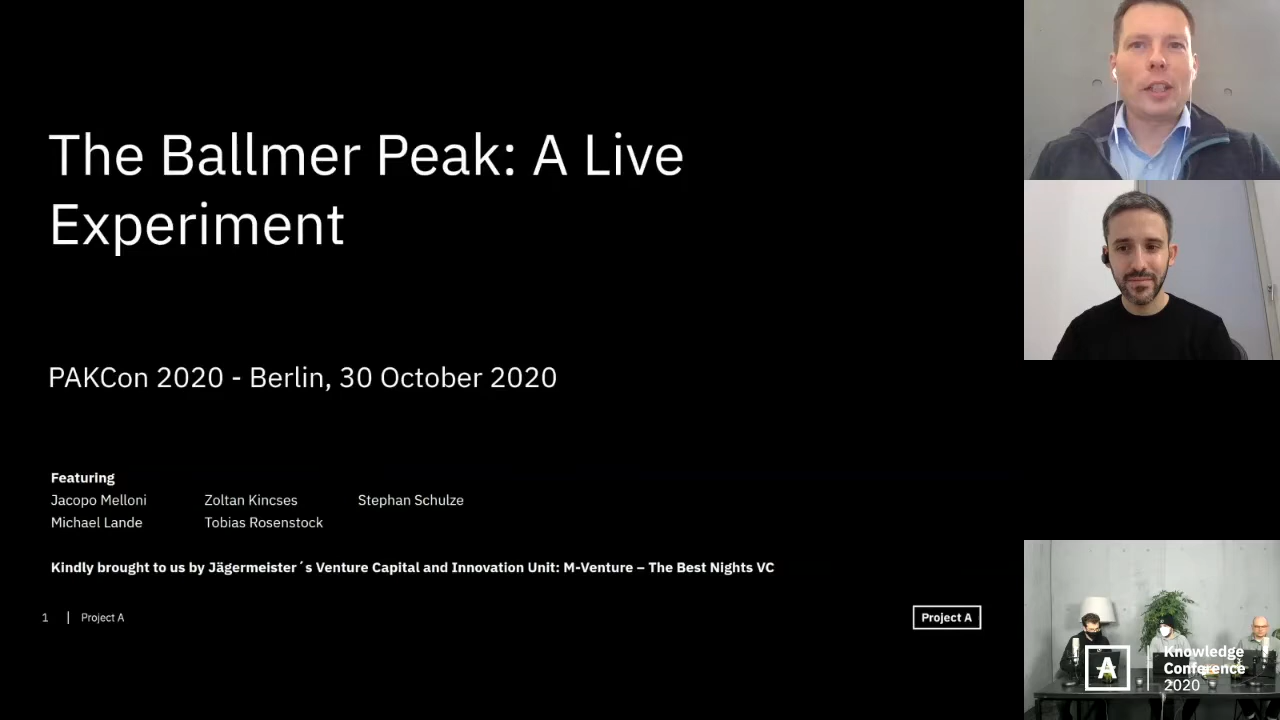 The Ballmer Peak: A Live
Experiment
PAKCon 2020 - Berlin, 30 October 2020
Featuring
Jacopo Melloni Zoltan Kincses Stephan Schulze
Michael Lande Tobias Rosenstock
Kindly brought to us by Jägermeister´s Venture Capital and Innovation Unit: M-Venture – The Best Nights VC
1 | Project A
Project A
A
Knowledge
Conference
2020